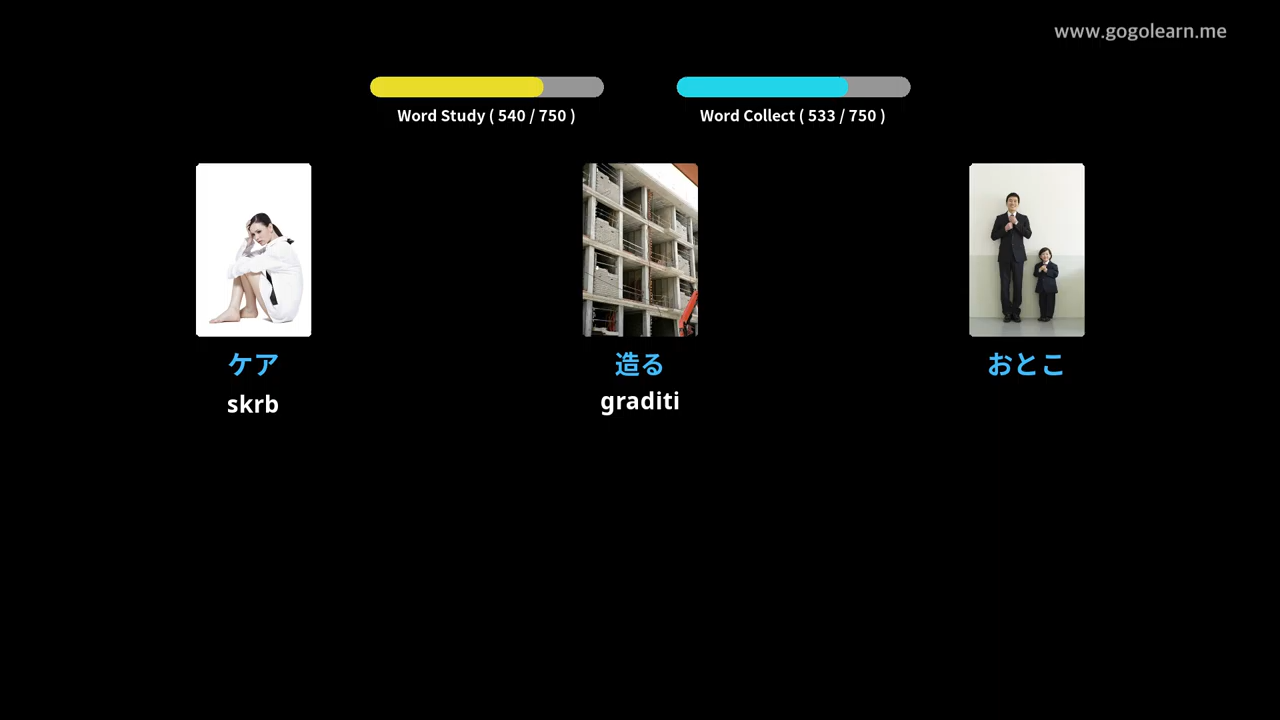 www.gogolearn.me
Word Study ( 540 / 750 )
Word Collect ( 533 / 750 )
ケア
造る
おとこ
skrb
graditi